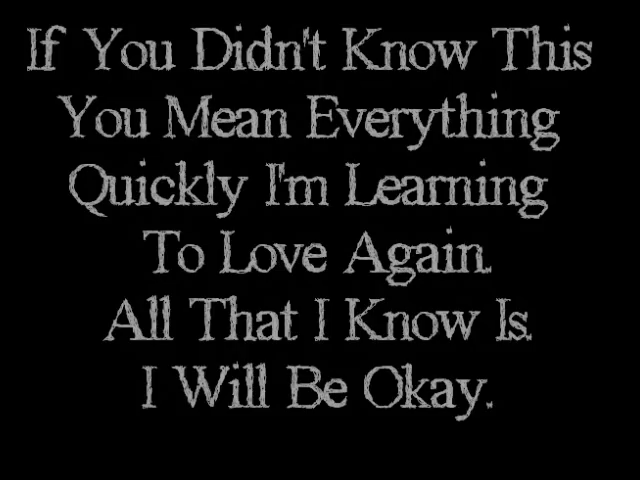 If You Didn't Know This
You Mean Everything
Quickly I'm Learning
To Love Again.
All That I Know Is.
I Will Be Okay.